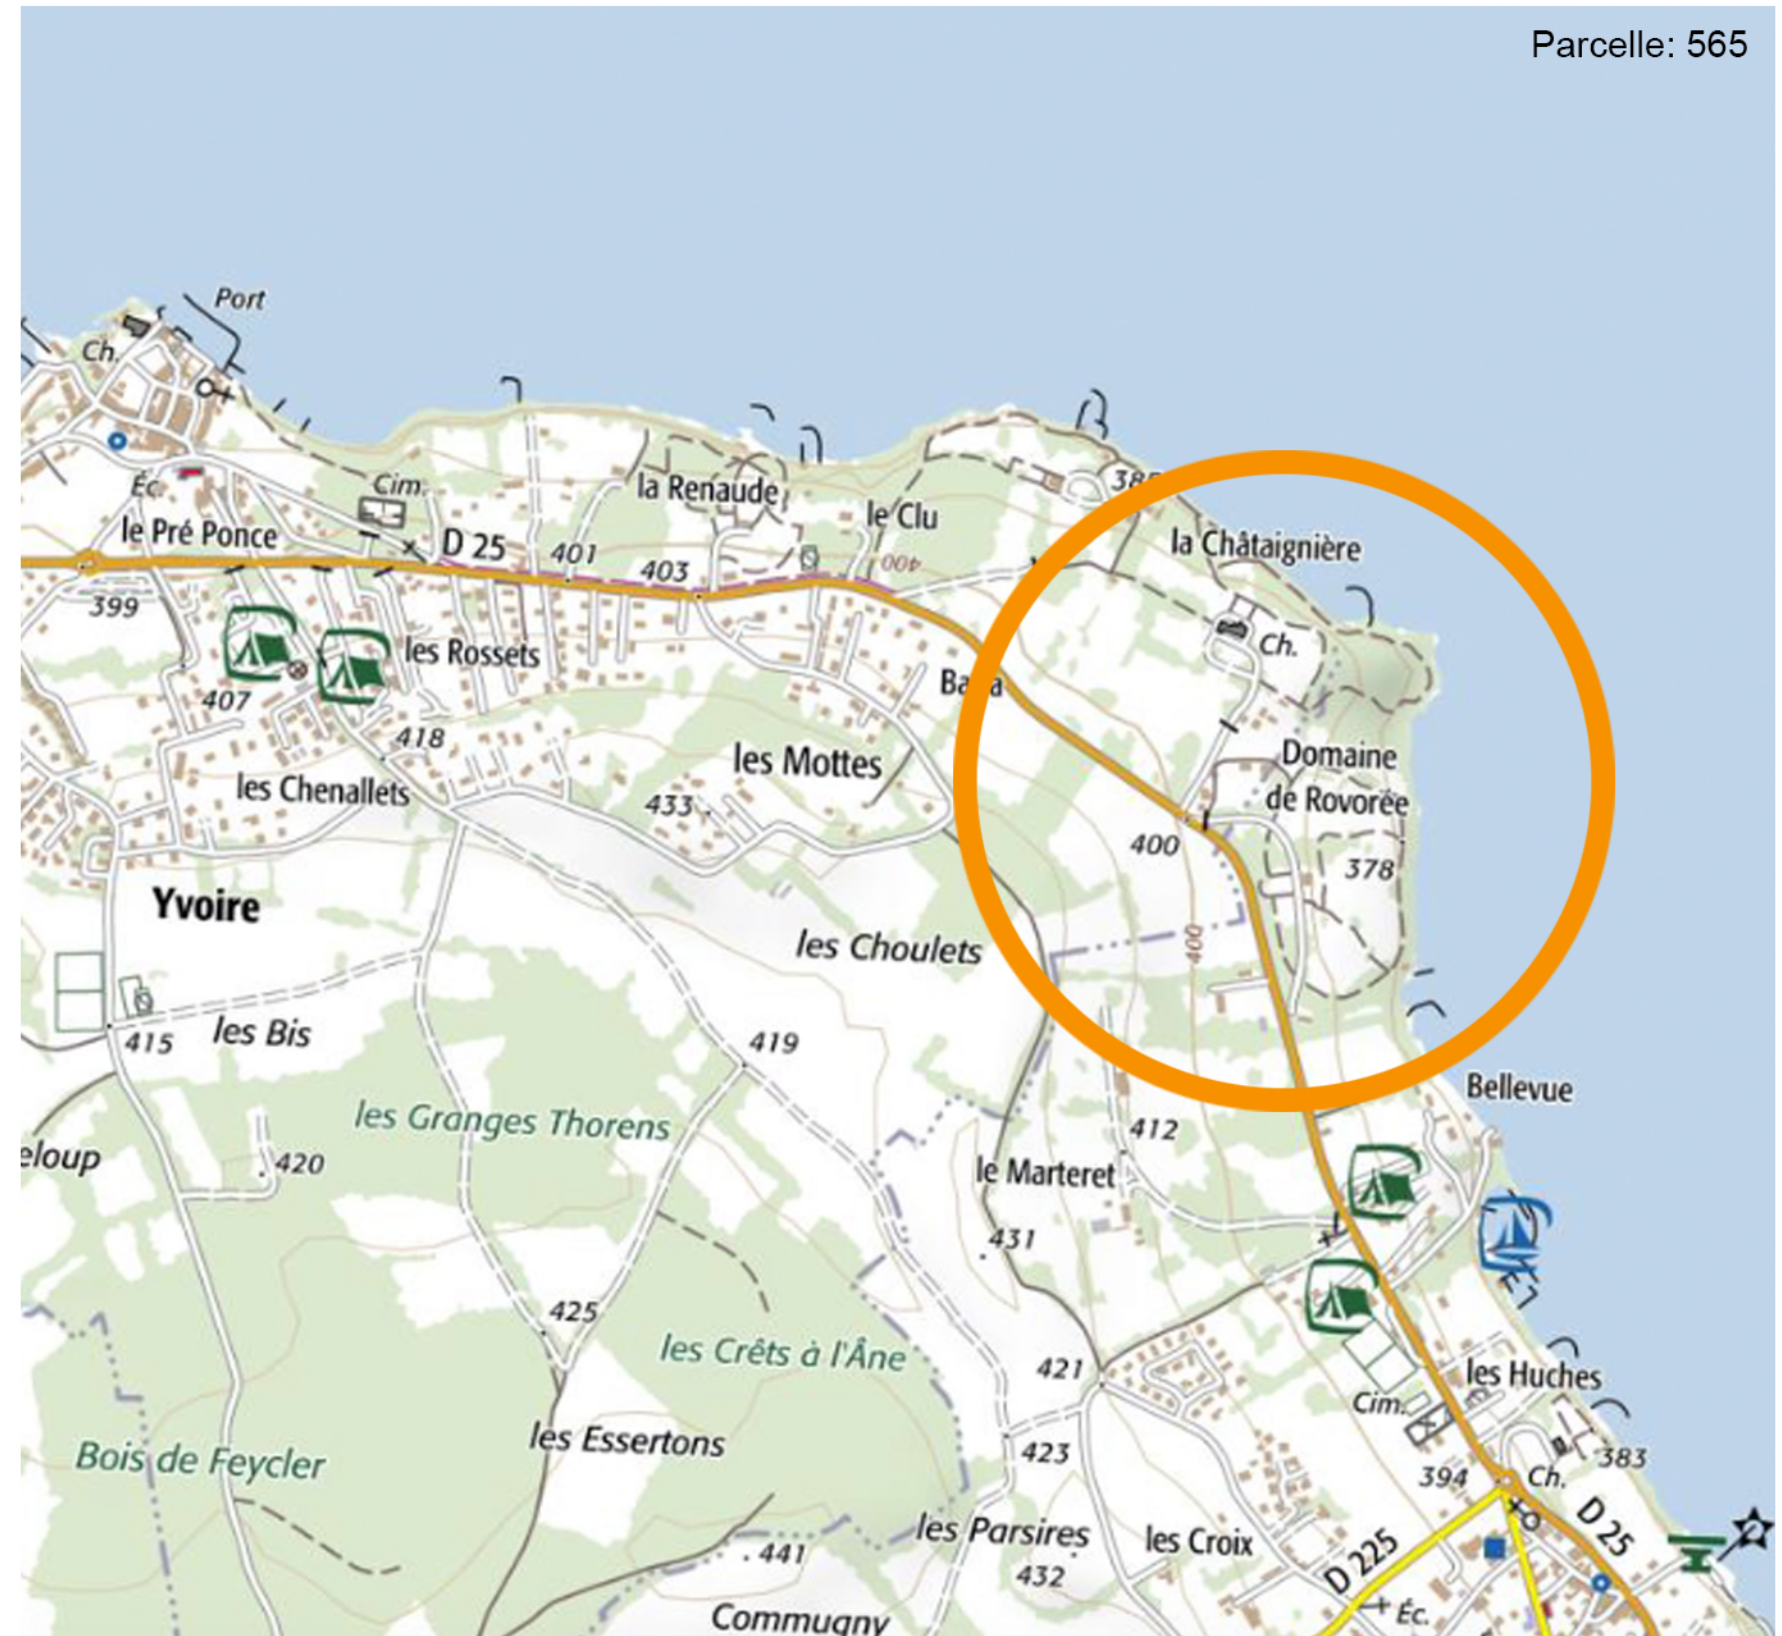 Parcelle: 565
Port
Ch.
Éc.
Cim.
la Renaude
le Clu
la Châtaignière
le Pré Ponce
D 25
401
403
400
399
les Rossets
Ch.
407
418
les Mottes
Domaine
de Rovorée
les Chenallets
433
400
378
Yvoire
les Choulets
400
415
les Bis
419
Bellevue
les Granges Thorens
412
eloup
420
le Marteret
431
425
les Crêts à l'Âne
421
les Huches
Cim.
les Essertons
423
383
Bois de Feycler
394
Ch.
les Parsires
les Croix
D 25
441
432
D 225
Commugny
Éc.